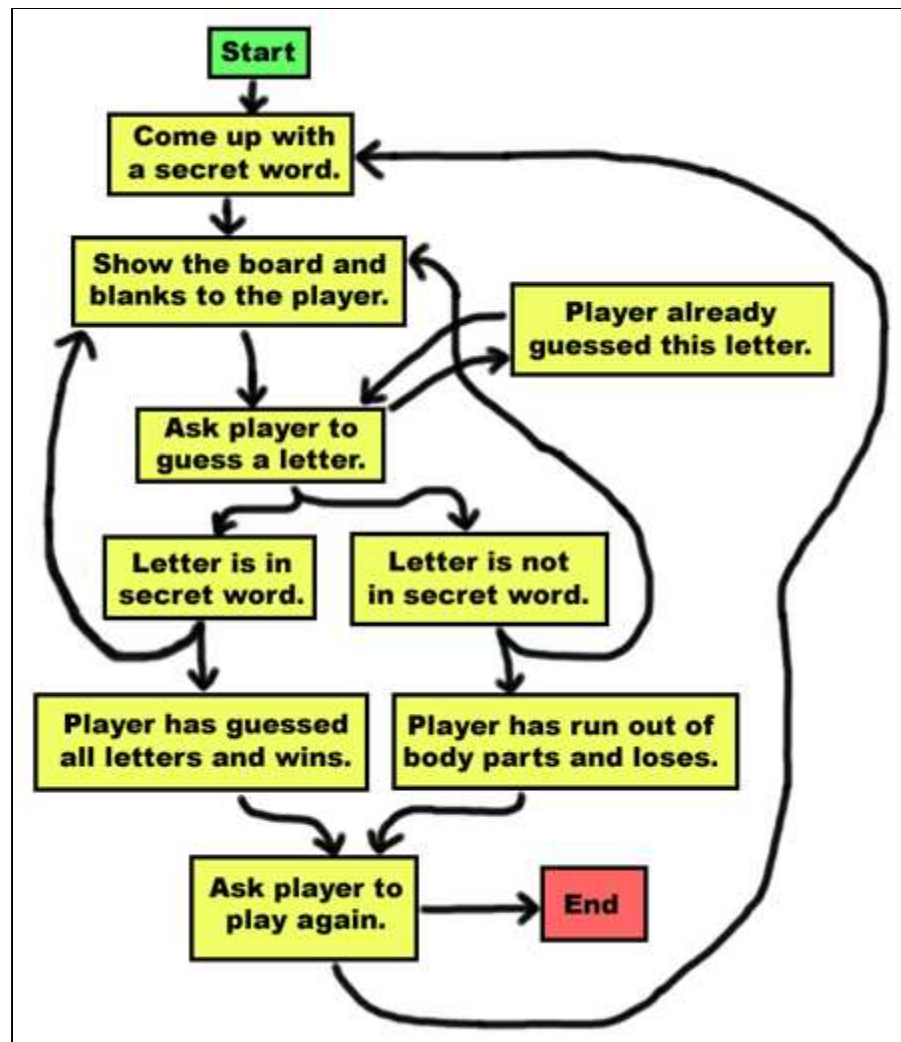 Start
Come up with
a secret word.
Show the board and
blanks to the player.
Player already
guessed this letter.
Ask player to
guess a letter.
Letter is in
secret word.
Letter is not
in secret word.
Player has guessed
all letters and wins.
Player has run out of
body parts and loses.
Ask player to
play again.
End